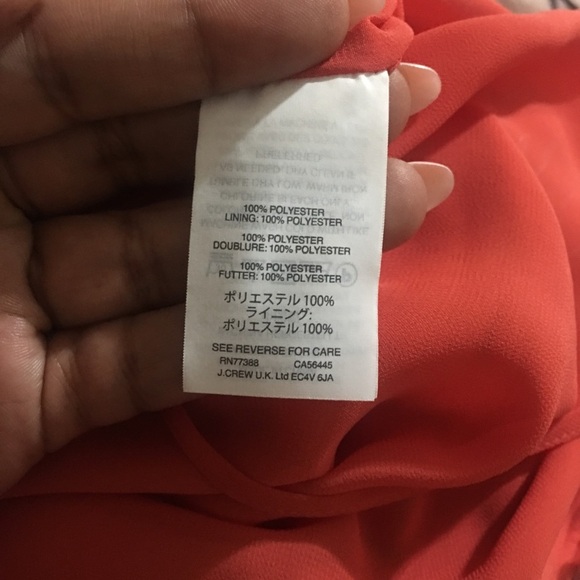 100% POLYESTER
LINING: 100% POLYESTER
100% POLYESTER
DOUBLURE: 100% POLYESTER
100% POLYESTER
FUTTER: 100% POLYESTER
ポリエステル 100%
ライニング:
ポリエステル 100%
SEE REVERSE FOR CARE
RN77388 CA56445
J.CREW U.K. Ltd EC4V 6JA